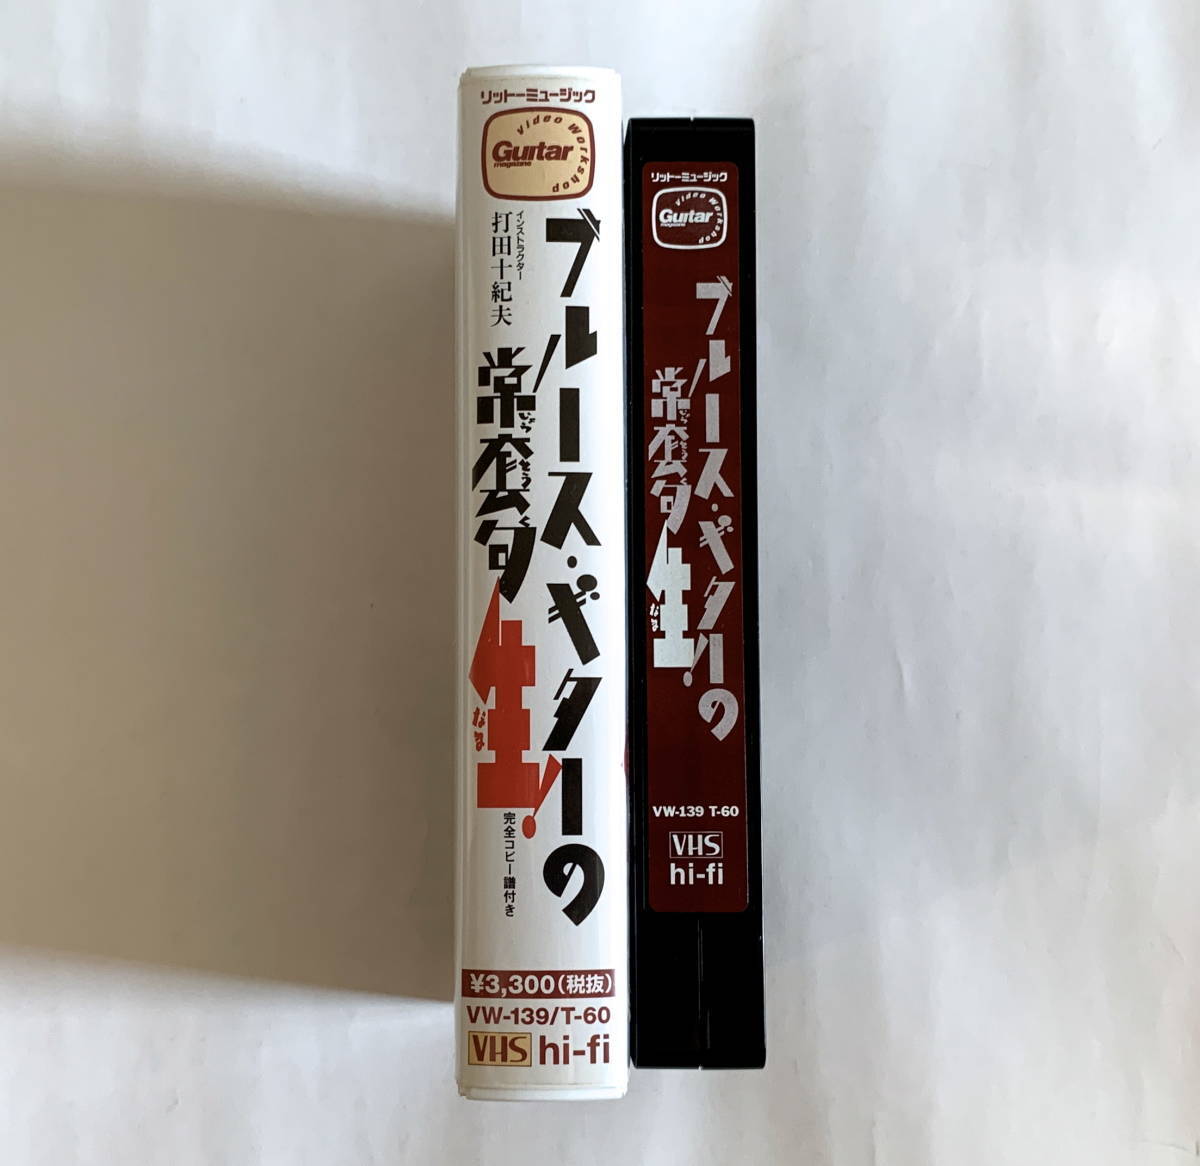 リットーミュージック
Guitar
magazine
Video Workshop
ブルース・ギターの
インストラクター
打田十紀夫
常套句
じょうとうく
生!
なま
完全コピー譜付き
¥3,300(税抜)
VW-139/T-60
VHS hi-fi
リットーミュージック
Guitar
magazine
Video Workshop
ブルース・ギターの
常套句
じょうとうく
生!
なま
VW-139 T-60
VHS
hi-fi